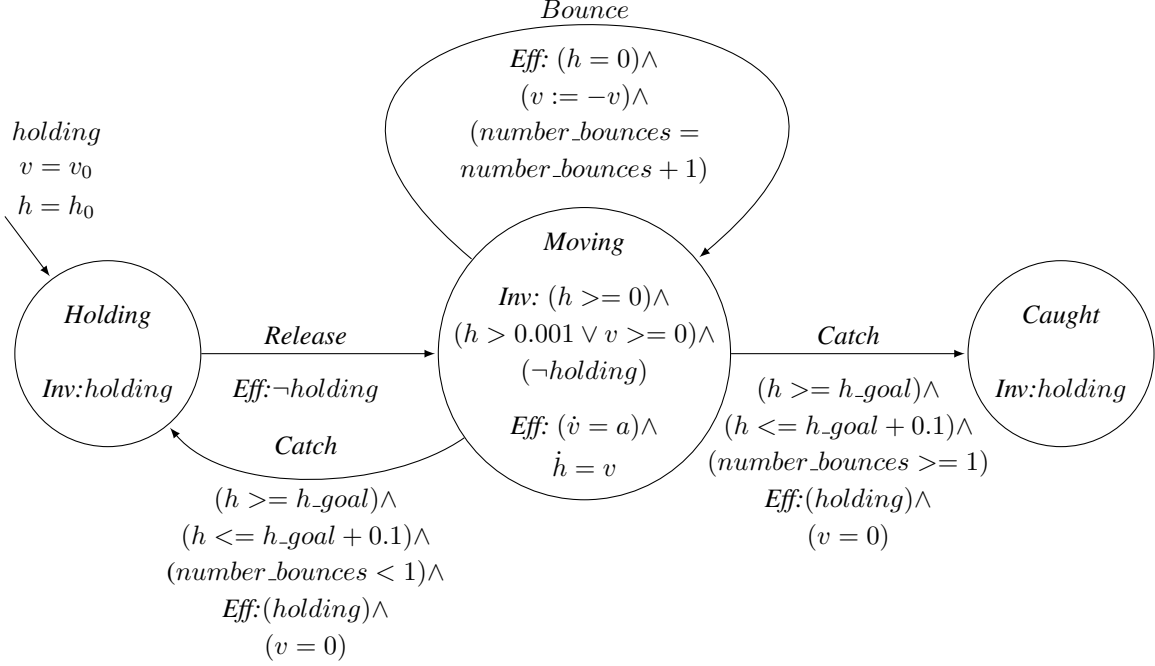 Bounce
Eff: (h = 0)∧
(v := −v)∧
(number_bounces =
number_bounces + 1)
holding
v = v₀
h = h₀
Holding
Inv:holding
Release
Eff:¬holding
Moving
Inv: (h >= 0)∧
(h > 0.001 ∨ v >= 0)∧
(¬holding)
Eff: (v̇ = a)∧
ḣ = v
Catch
(h >= h_goal)∧
(h <= h_goal + 0.1)∧
(number_bounces < 1)∧
Eff:(holding)∧
(v = 0)
Catch
(h >= h_goal)∧
(h <= h_goal + 0.1)∧
(number_bounces >= 1)
Eff:(holding)∧
(v = 0)
Caught
Inv:holding